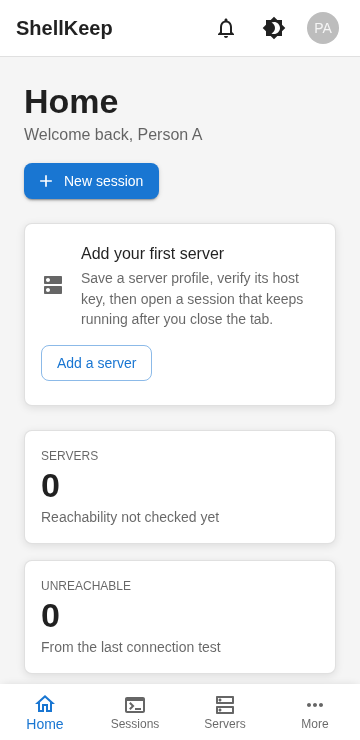 ShellKeep
PA
Home
Welcome back, Person A
New session
Add your first server
Save a server profile, verify its host
key, then open a session that keeps
running after you close the tab.
Add a server
SERVERS
0
Reachability not checked yet
UNREACHABLE
0
From the last connection test
Home
Sessions
Servers
More